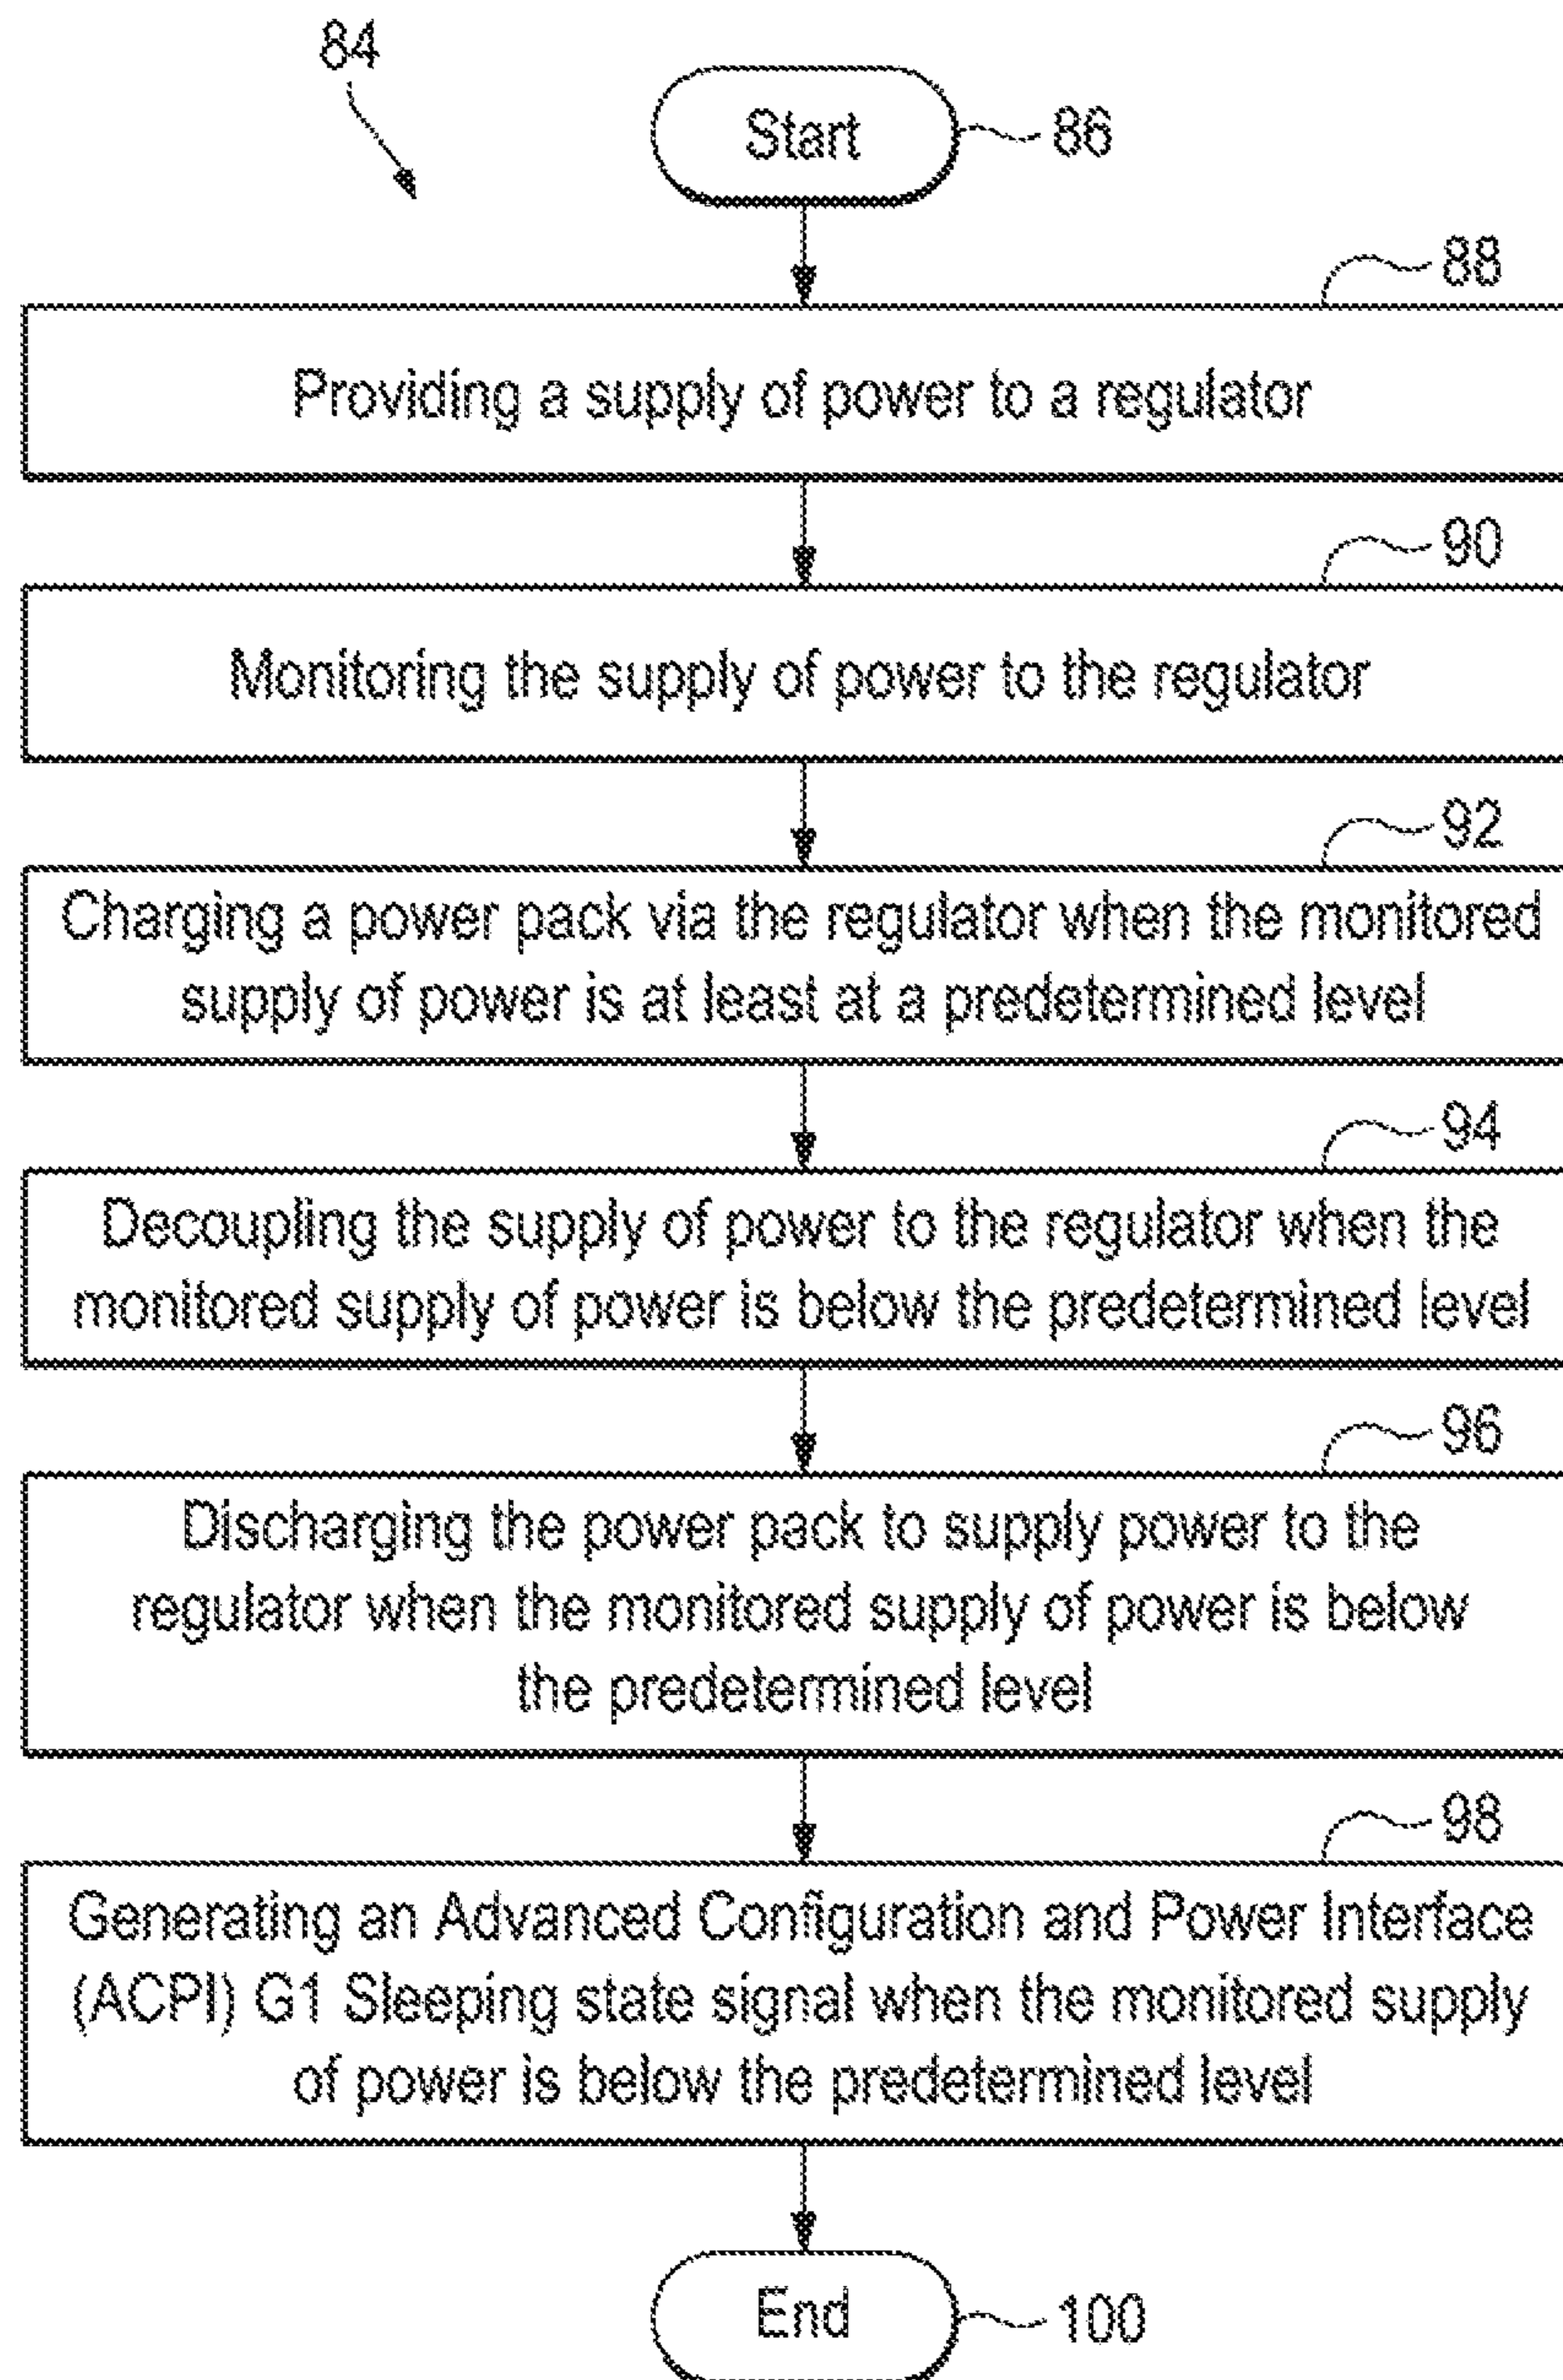 84
Start
86
88
Providing a supply of power to a regulator
90
Monitoring the supply of power to the regulator
92
Charging a power pack via the regulator when the monitored
supply of power is at least at a predetermined level
94
Decoupling the supply of power to the regulator when the
monitored supply of power is below the predetermined level
96
Discharging the power pack to supply power to the
regulator when the monitored supply of power is below
the predetermined level
98
Generating an Advanced Configuration and Power Interface
(ACPI) G1 Sleeping state signal when the monitored supply
of power is below the predetermined level
End
100